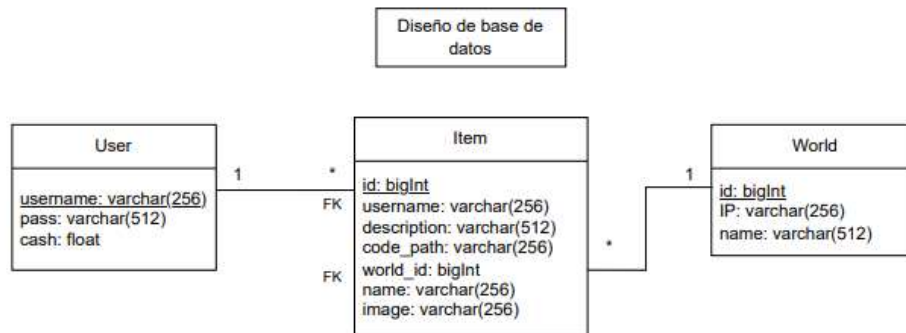 Diseño de base de
datos
User
username: varchar(256)
pass: varchar(512)
cash: float
1
*
FK
FK
Item
id: bigInt
username: varchar(256)
description: varchar(512)
code_path: varchar(256)
world_id: bigInt
name: varchar(256)
image: varchar(256)
*
1
World
id: bigInt
IP: varchar(256)
name: varchar(512)